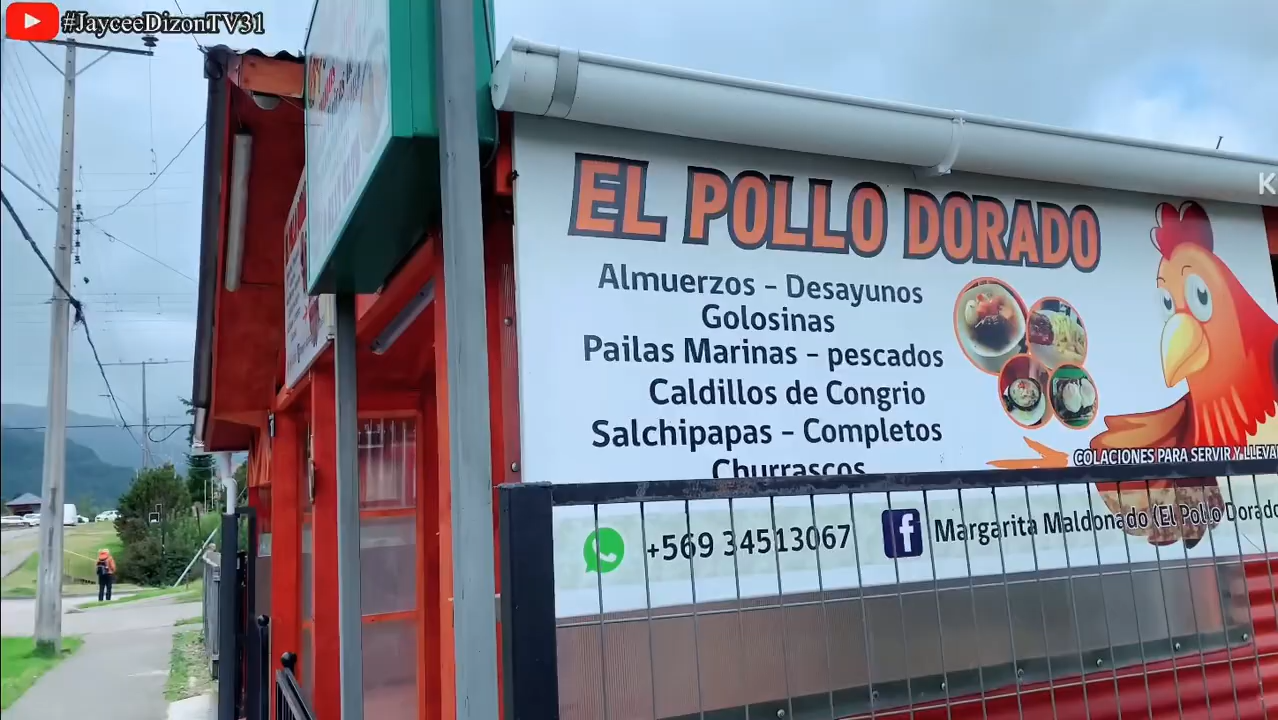 #JayceeDizonTV31
EL POLLO DORADO
Almuerzos - Desayunos
Golosinas
Pailas Marinas - pescados
Caldillos de Congrio
Salchipapas - Completos
Churrascos
COLACIONES PARA SERVIR Y LLEVAR
+569 34513067
Margarita Maldonado (El Pollo Dorado
K